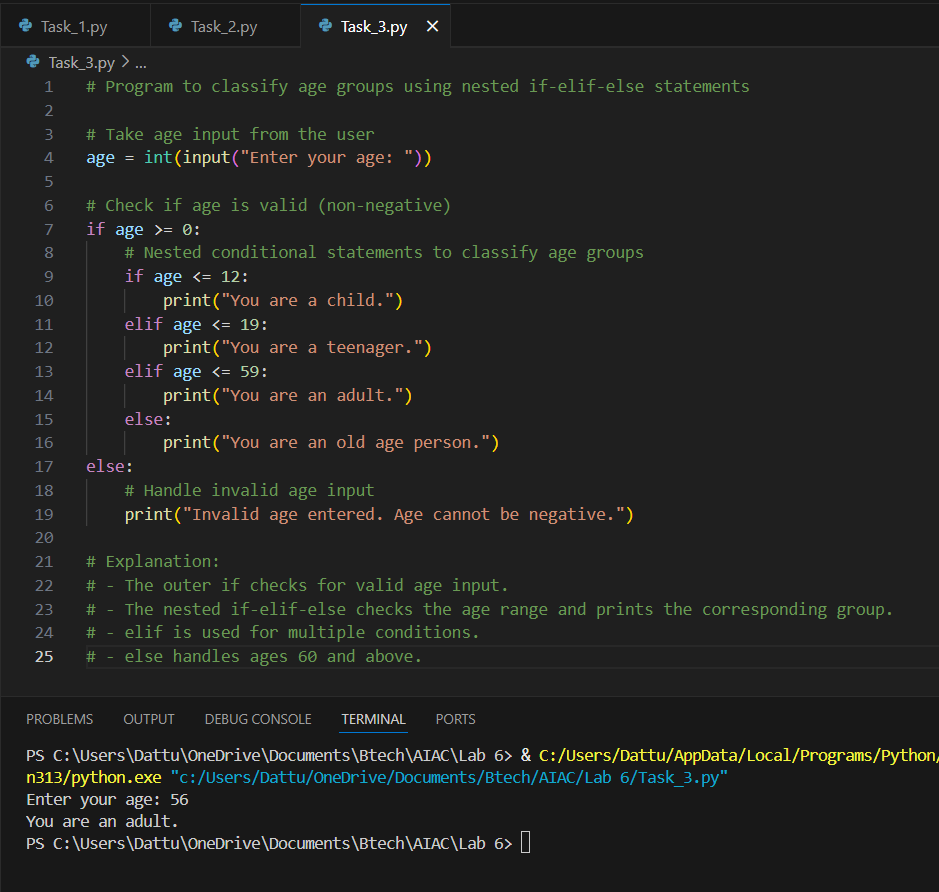 Task_1.py
Task_2.py
Task_3.py ×
Task_3.py > ...
1 # Program to classify age groups using nested if-elif-else statements
2
3 # Take age input from the user
4 age = int(input("Enter your age: "))
5
6 # Check if age is valid (non-negative)
7 if age >= 0:
8     # Nested conditional statements to classify age groups
9     if age <= 12:
10         print("You are a child.")
11     elif age <= 19:
12         print("You are a teenager.")
13     elif age <= 59:
14         print("You are an adult.")
15     else:
16         print("You are an old age person.")
17 else:
18     # Handle invalid age input
19     print("Invalid age entered. Age cannot be negative.")
20
21 # Explanation:
22 # - The outer if checks for valid age input.
23 # - The nested if-elif-else checks the age range and prints the corresponding group.
24 # - elif is used for multiple conditions.
25 # - else handles ages 60 and above.
PROBLEMS OUTPUT DEBUG CONSOLE TERMINAL PORTS
PS C:\Users\Dattu\OneDrive\Documents\Btech\AIAC\Lab 6> & C:/Users/Dattu/AppData/Local/Programs/Python/
n313/python.exe "c:/Users/Dattu/OneDrive/Documents/Btech/AIAC/Lab 6/Task_3.py"
Enter your age: 56
You are an adult.
PS C:\Users\Dattu\OneDrive\Documents\Btech\AIAC\Lab 6>